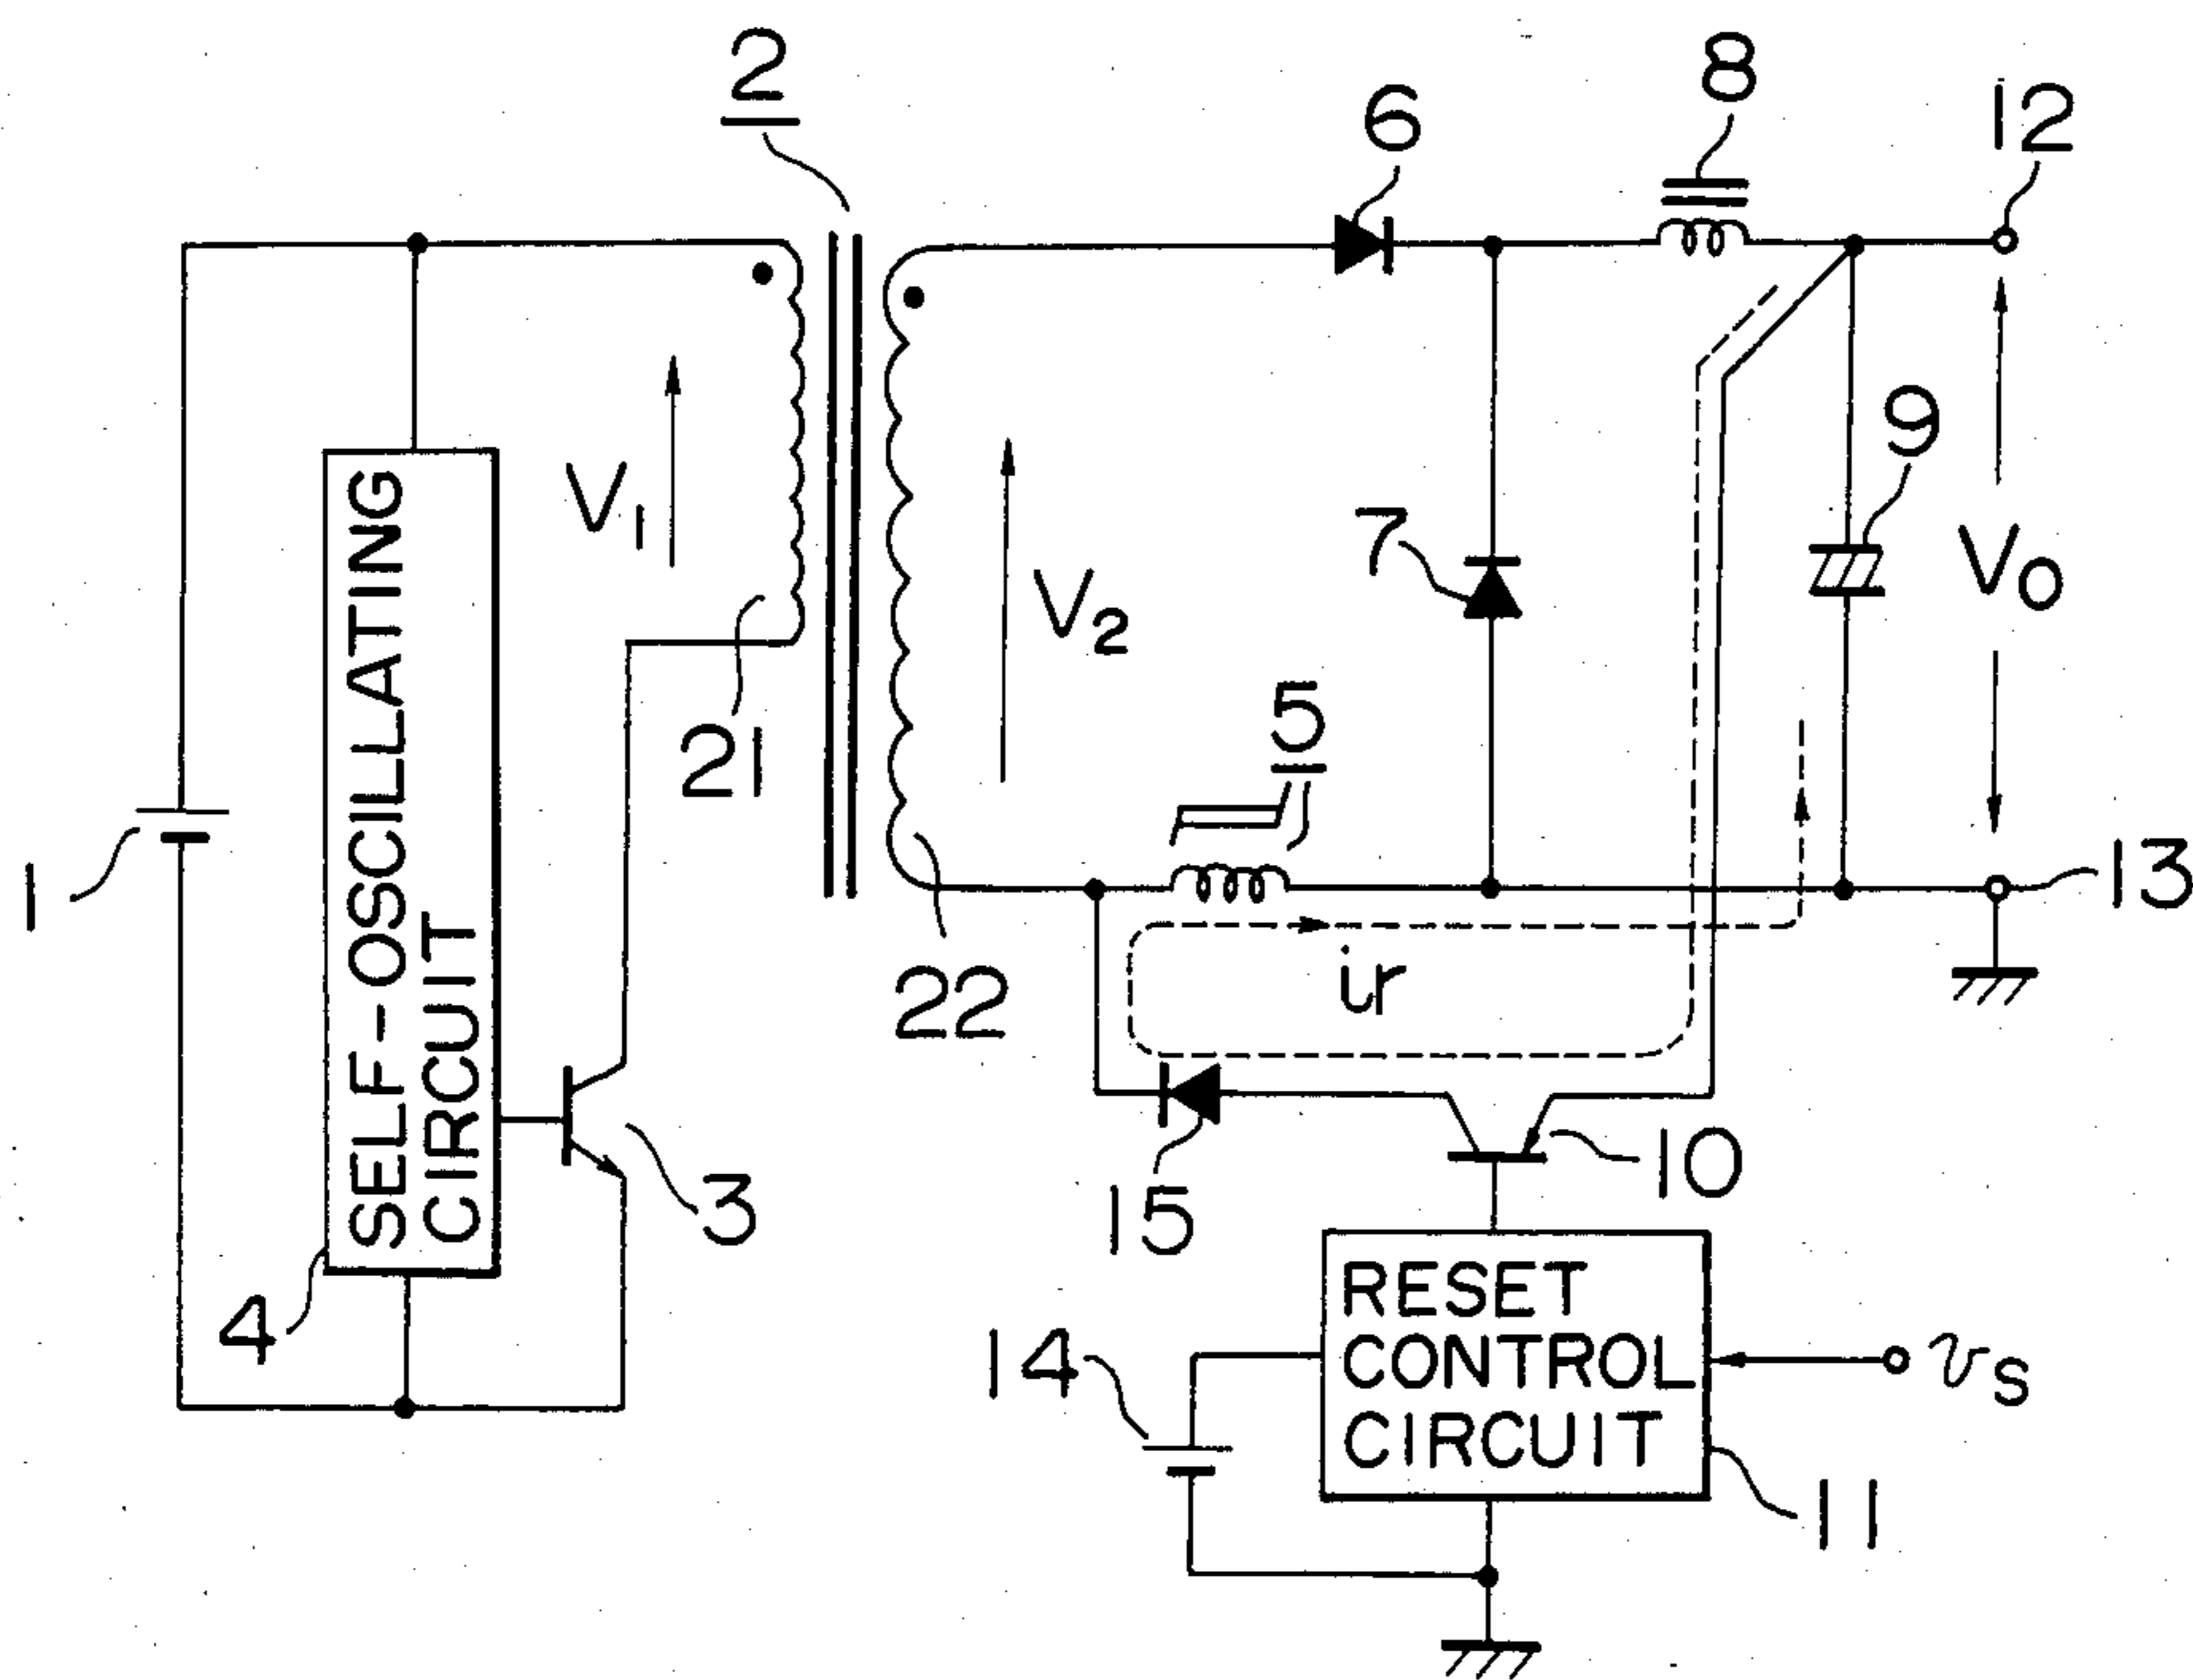 2
8
6
12
9
V1
V2
7
VO
21
5
1
13
22
ir
SELF-OSCILLATING
CIRCUIT
3
15
10
4
RESET
CONTROL
CIRCUIT
14
vs
11